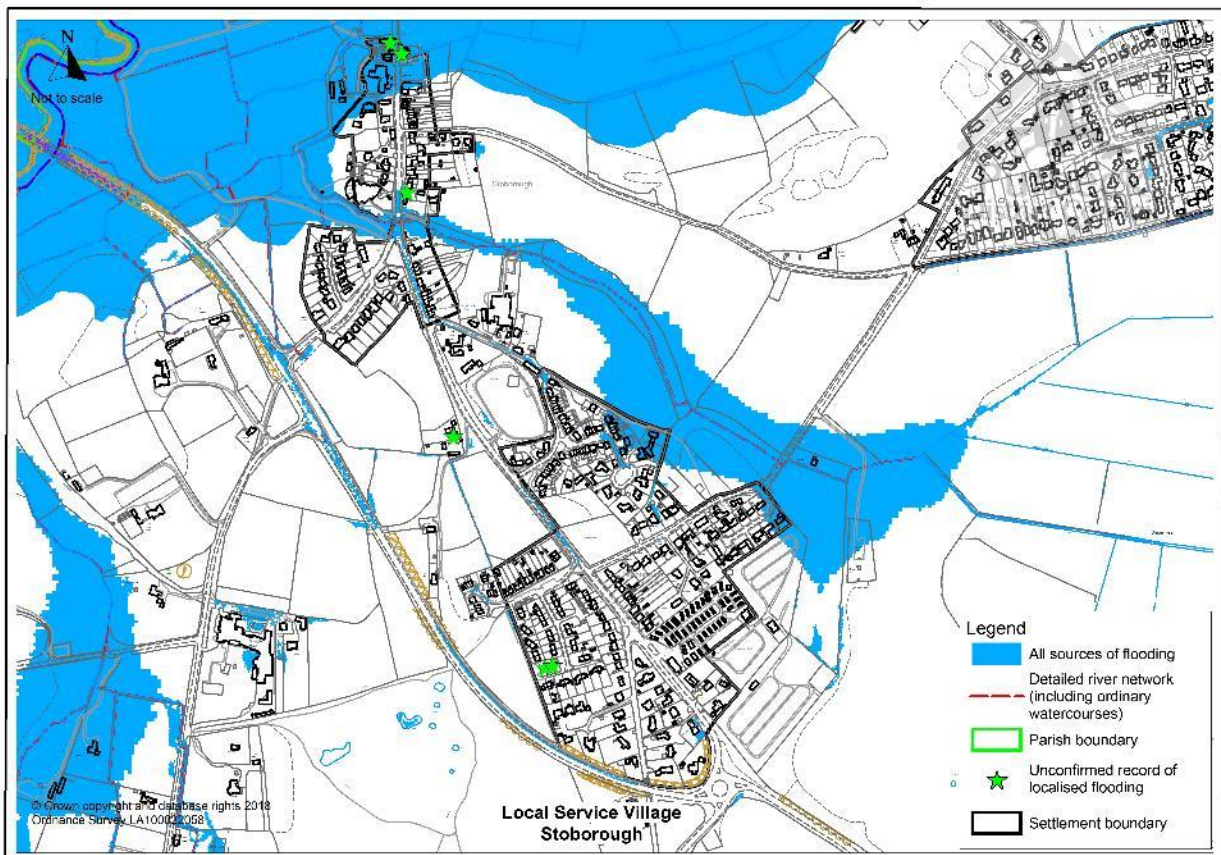 N
Not to scale
Stoborough
Legend
All sources of flooding
Detailed river network
(including ordinary
watercourses)
Parish boundary
Unconfirmed record of
localised flooding
Settlement boundary
© Crown copyright and database rights 2018
Ordnance Survey LA100022058
Local Service Village
Stoborough